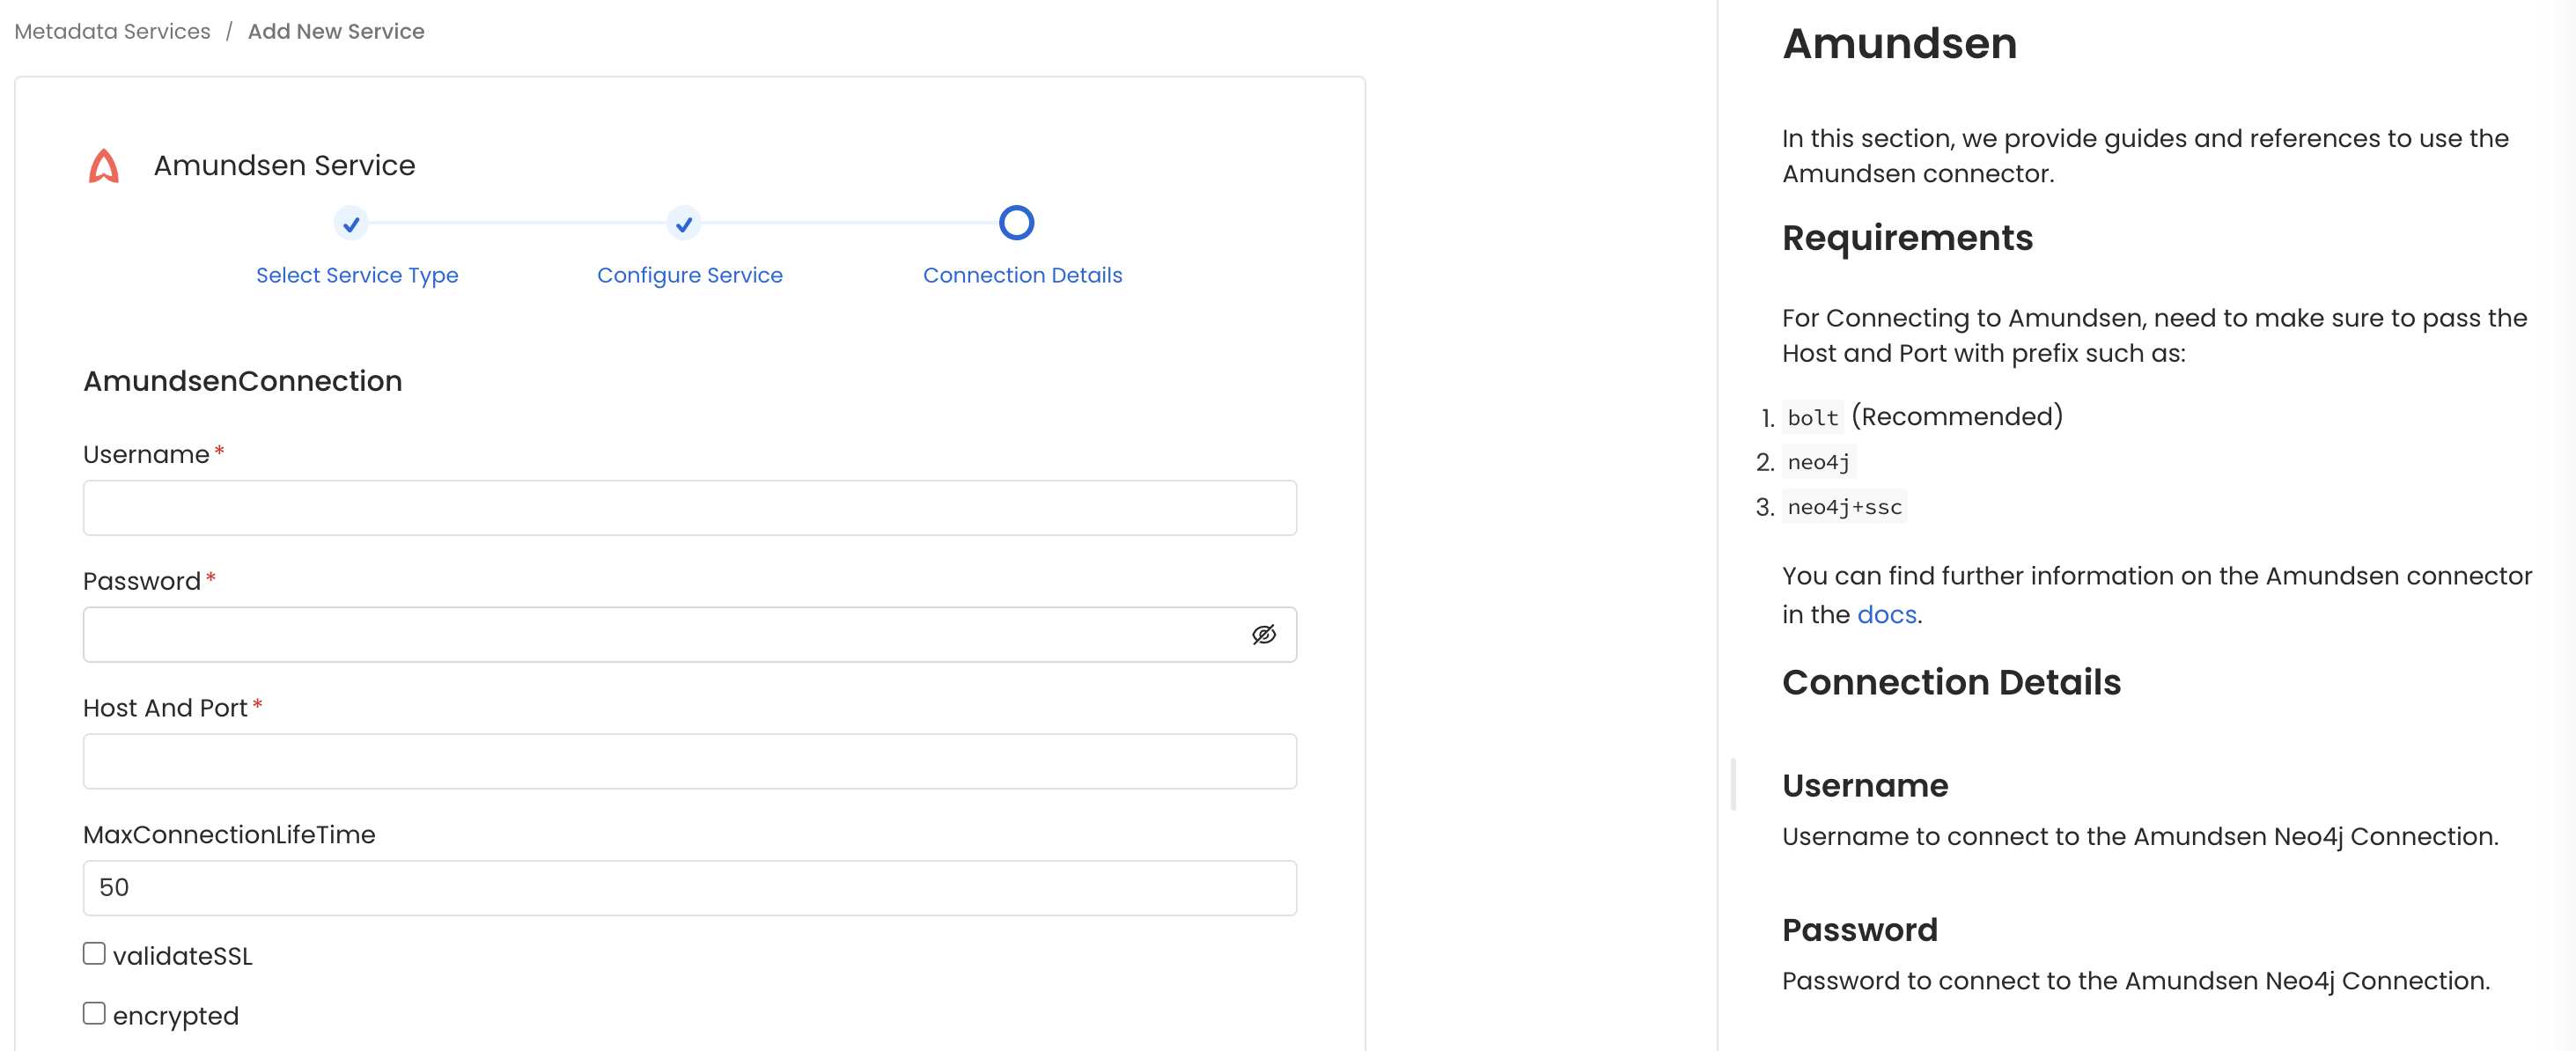 Metadata Services / Add New Service
Amundsen Service
Select Service Type
Configure Service
Connection Details
AmundsenConnection
Username*
Password*
Host And Port*
MaxConnectionLifeTime
50
validateSSL
encrypted
Amundsen
In this section, we provide guides and references to use the
Amundsen connector.
Requirements
For Connecting to Amundsen, need to make sure to pass the
Host and Port with prefix such as:
1. bolt (Recommended)
2. neo4j
3. neo4j+ssc
You can find further information on the Amundsen connector
in the docs.
Connection Details
Username
Username to connect to the Amundsen Neo4j Connection.
Password
Password to connect to the Amundsen Neo4j Connection.